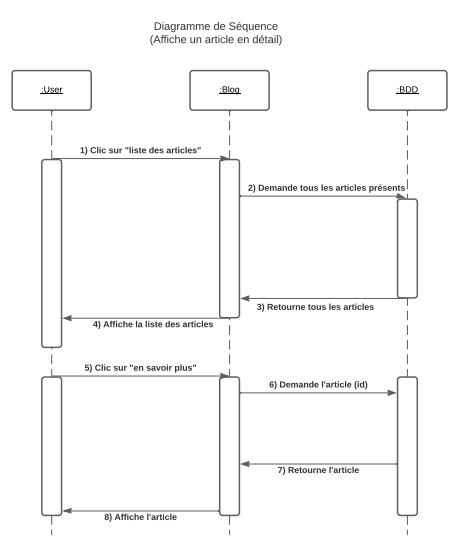 Diagramme de Séquence
(Affiche un article en détail)
:User
:Blog
:BDD
1) Clic sur "liste des articles"
2) Demande tous les articles présents
3) Retourne tous les articles
4) Affiche la liste des articles
5) Clic sur "en savoir plus"
6) Demande l'article (id)
7) Retourne l'article
8) Affiche l'article